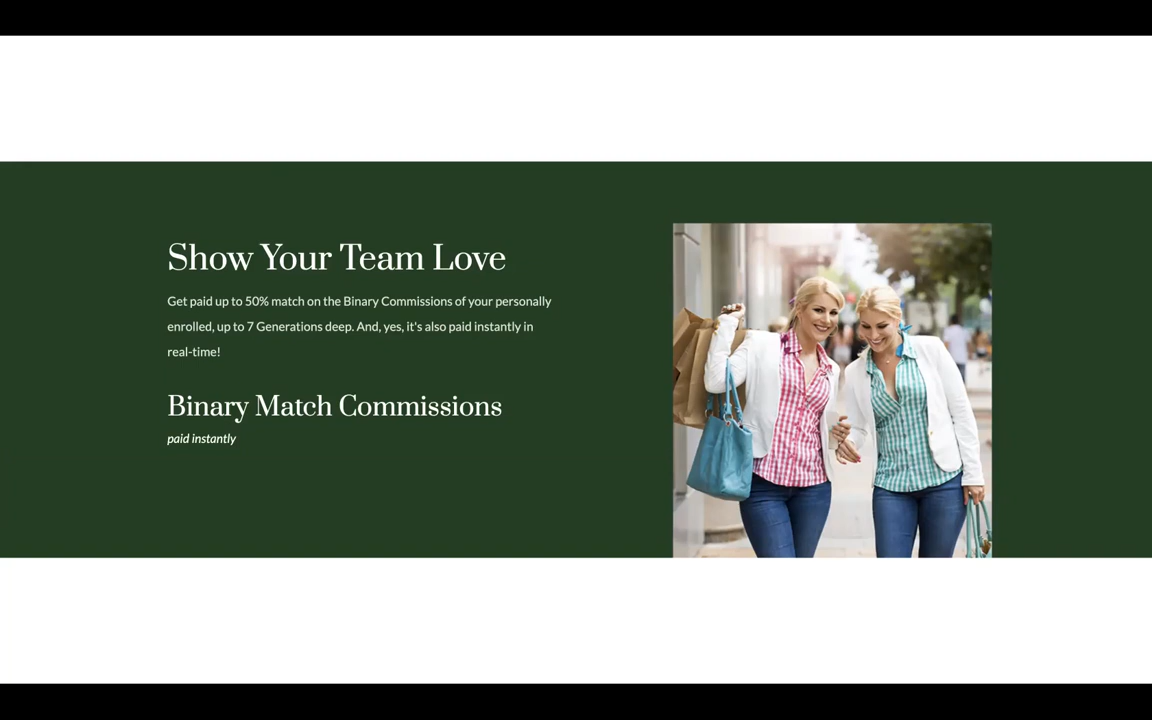 Show Your Team Love
Get paid up to 50% match on the Binary Commissions of your personally
enrolled, up to 7 Generations deep. And, yes, it's also paid instantly in
real-time!
Binary Match Commissions
paid instantly